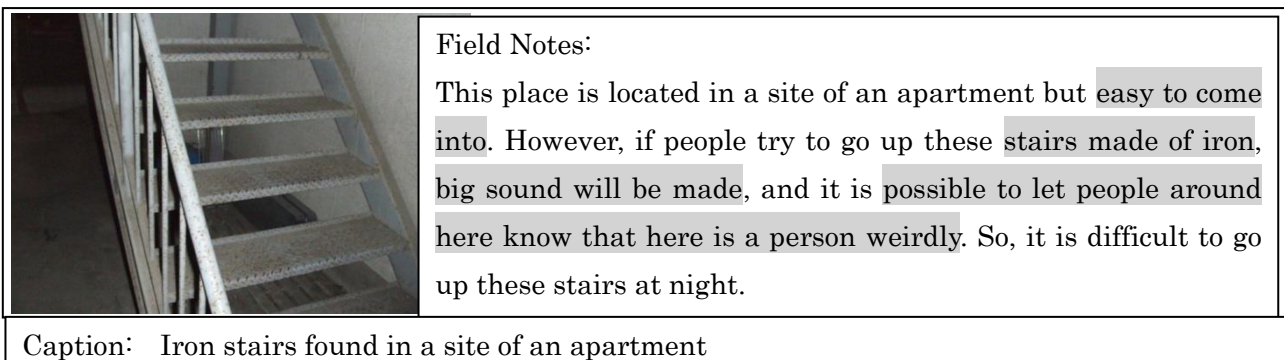 Field Notes:
This place is located in a site of an apartment but easy to come
into. However, if people try to go up these stairs made of iron,
big sound will be made, and it is possible to let people around
here know that here is a person weirdly. So, it is difficult to go
up these stairs at night.
Caption: Iron stairs found in a site of an apartment